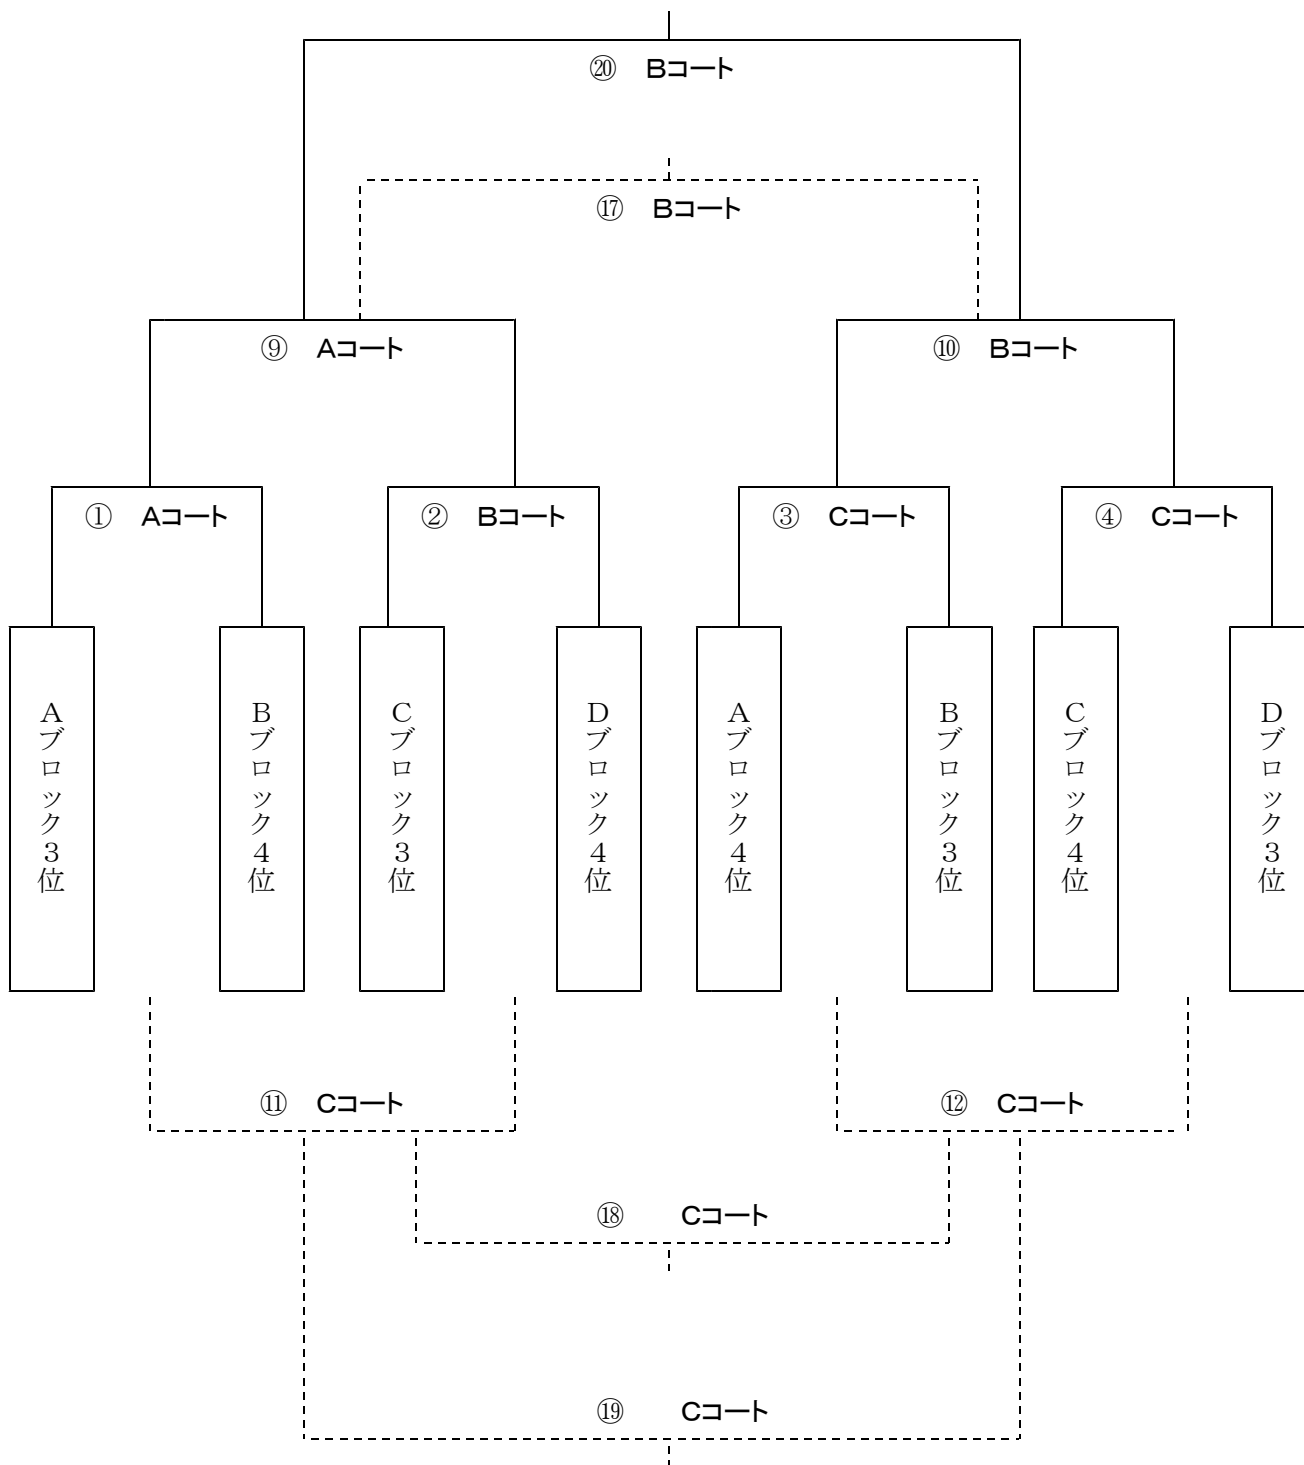 ⑳ Bコート
⑰ Bコート
⑨ Aコート
⑩ Bコート
① Aコート
② Bコート
③ Cコート
④ Cコート
Aブロック3位
Bブロック4位
Cブロック3位
Dブロック4位
Aブロック4位
Bブロック3位
Cブロック4位
Dブロック3位
⑪ Cコート
⑫ Cコート
⑱ Cコート
⑲ Cコート